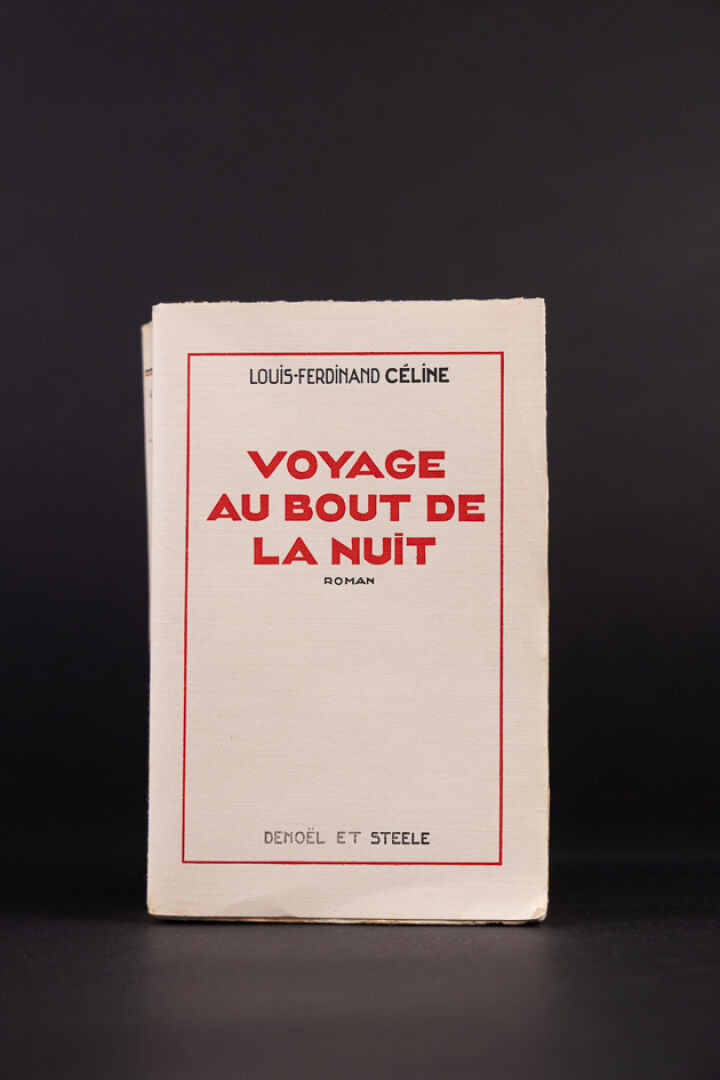 LOUIS-FERDINAND CÉLINE
VOYAGE
AU BOUT DE
LA NUIT
ROMAN
DENOËL ET STEELE